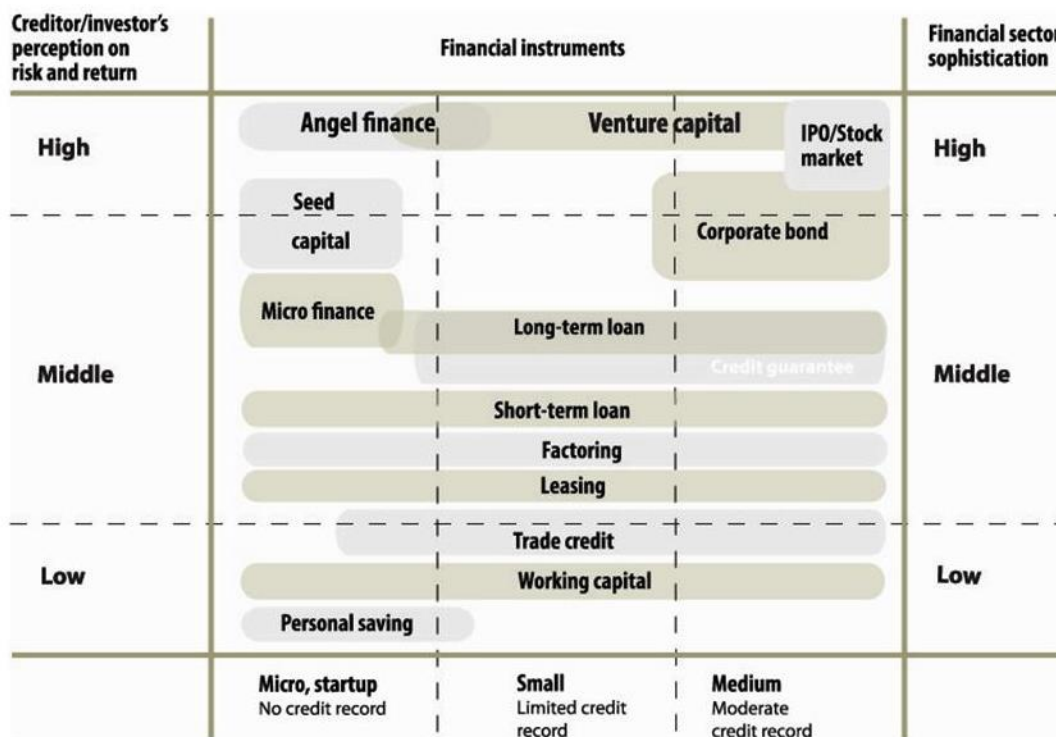 Creditor/investor's
perception on
risk and return
Financial instruments
Financial sector
sophistication
High
Angel finance
Venture capital
IPO/Stock
market
High
Seed
capital
Corporate bond
Micro finance
Long-term loan
Credit guarantee
Middle
Middle
Short-term loan
Factoring
Leasing
Trade credit
Low
Working capital
Low
Personal saving
Micro, startup
No credit record
Small
Limited credit
record
Medium
Moderate
credit record